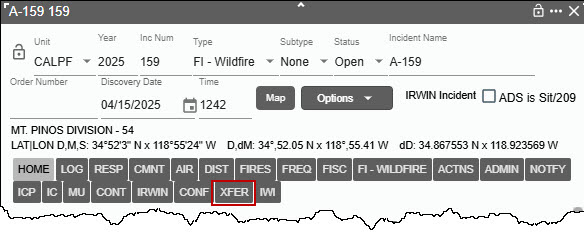 A-159 159
Unit Year Inc Num Type Subtype Status Incident Name
CALPF 2025 159 FI - Wildfire None Open A-159
Order Number Discovery Date Time
04/15/2025 1242 Map Options IRWIN Incident ADS is Sit/209
MT. PINOS DIVISION - 54
LAT|LON D,M,S: 34°52'3" N x 118°55'24" W D,dM: 34°,52.05 N x 118°,55.41 W dD: 34.867553 N x 118.923569 W
HOME LOG RESP CMNT AIR DIST FIRES FREQ FISC FI - WILDFIRE ACTNS ADMIN NOTFY
ICP IC MU CONT IRWIN CONF XFER IWI